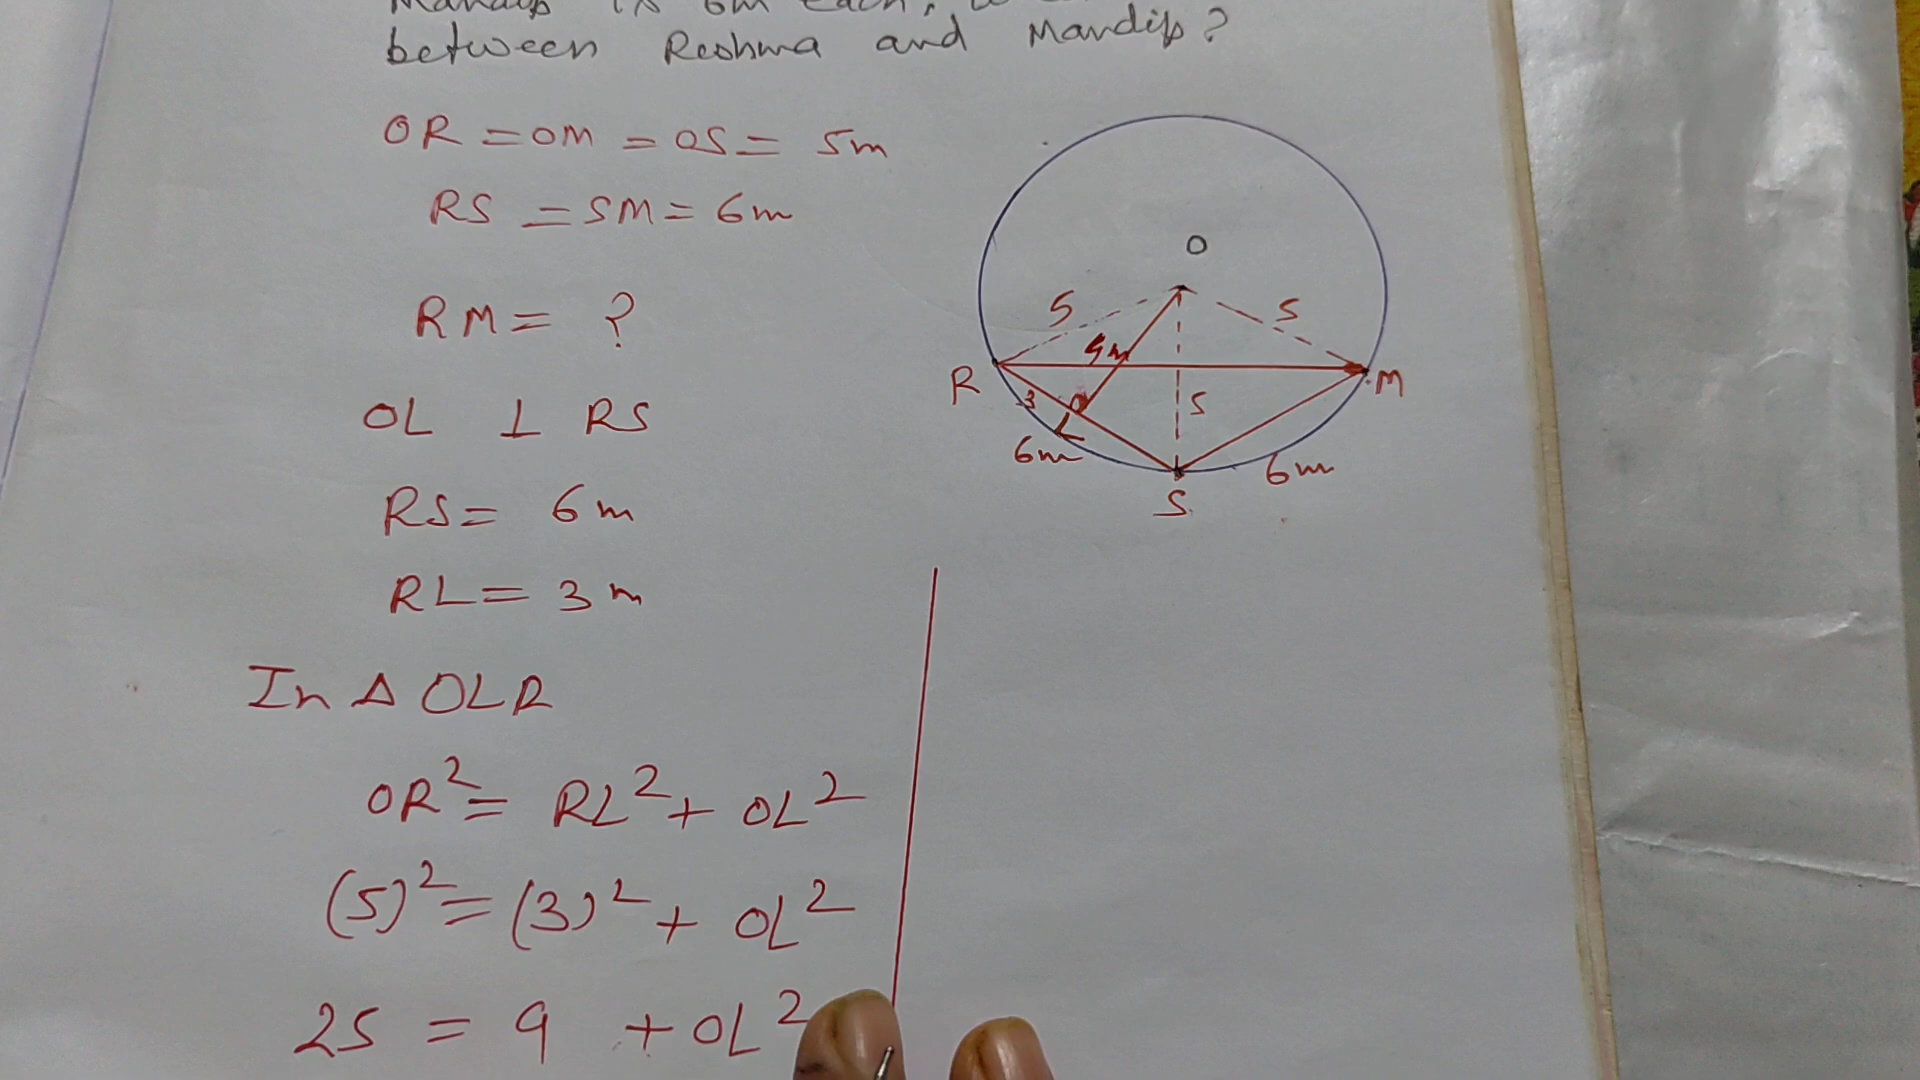 between Reshma and Mandip?
OR = OM = OS = 5m
RS = SM = 6m
RM = ?
OL ⊥ RS
RS = 6m
RL = 3m
In Δ OLR
OR² = RL² + OL²
(5)² = (3)² + OL²
25 = 9 + OL²
O
5
5
4m
R
M
3
5
L
6m
6m
S